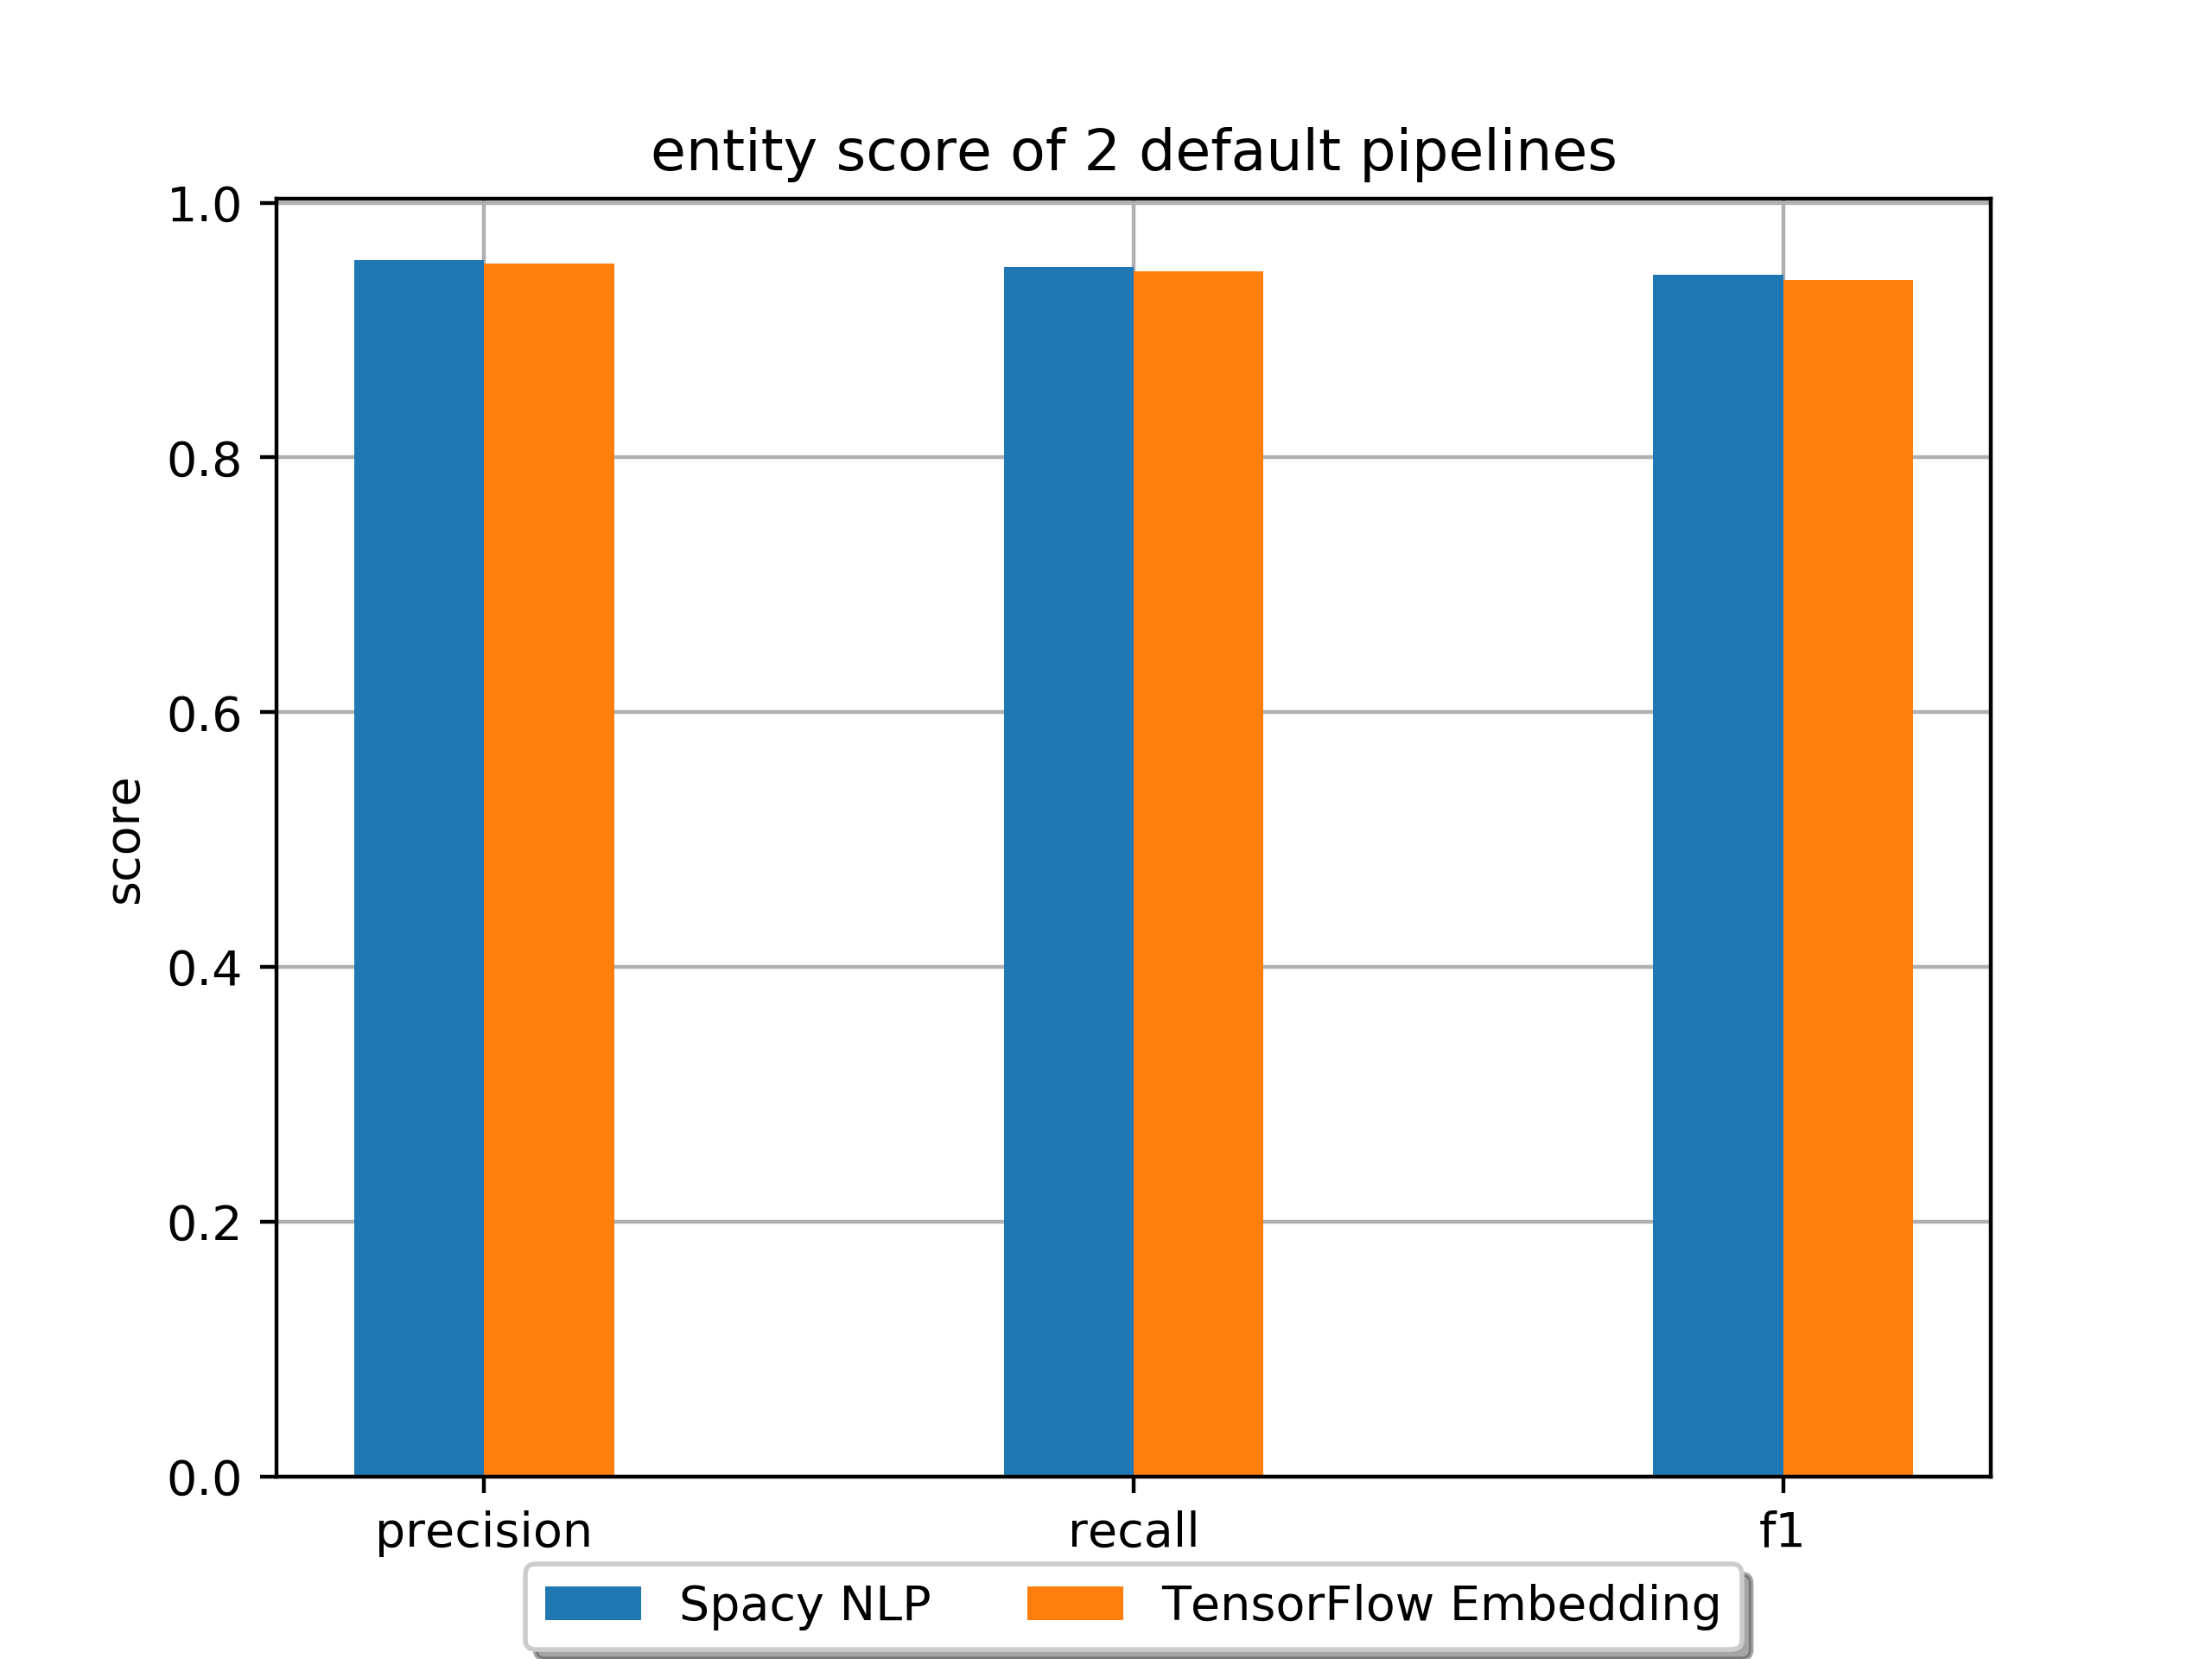 entity score of 2 default pipelines
1.0
0.8
0.6
0.4
0.2
0.0
score
precision recall f1
Spacy NLP TensorFlow Embedding